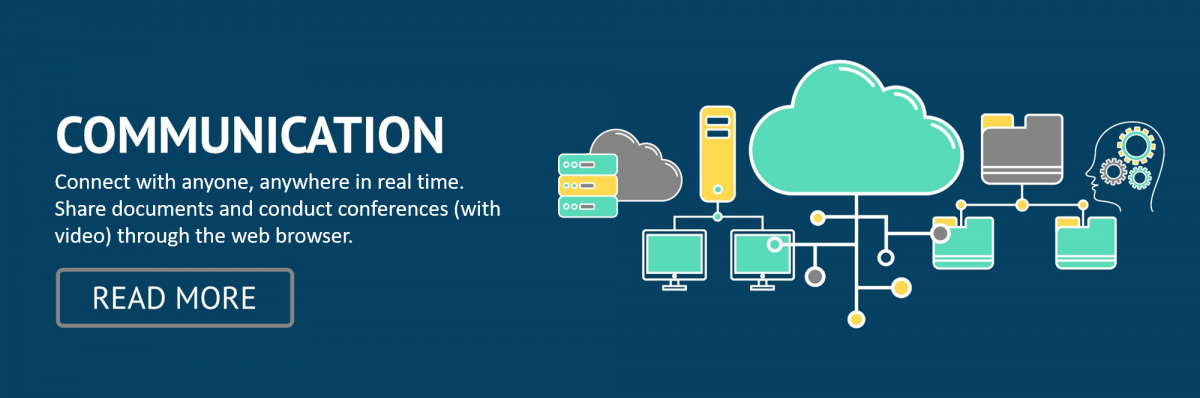 COMMUNICATION
Connect with anyone, anywhere in real time.
Share documents and conduct conferences (with
video) through the web browser.
READ MORE